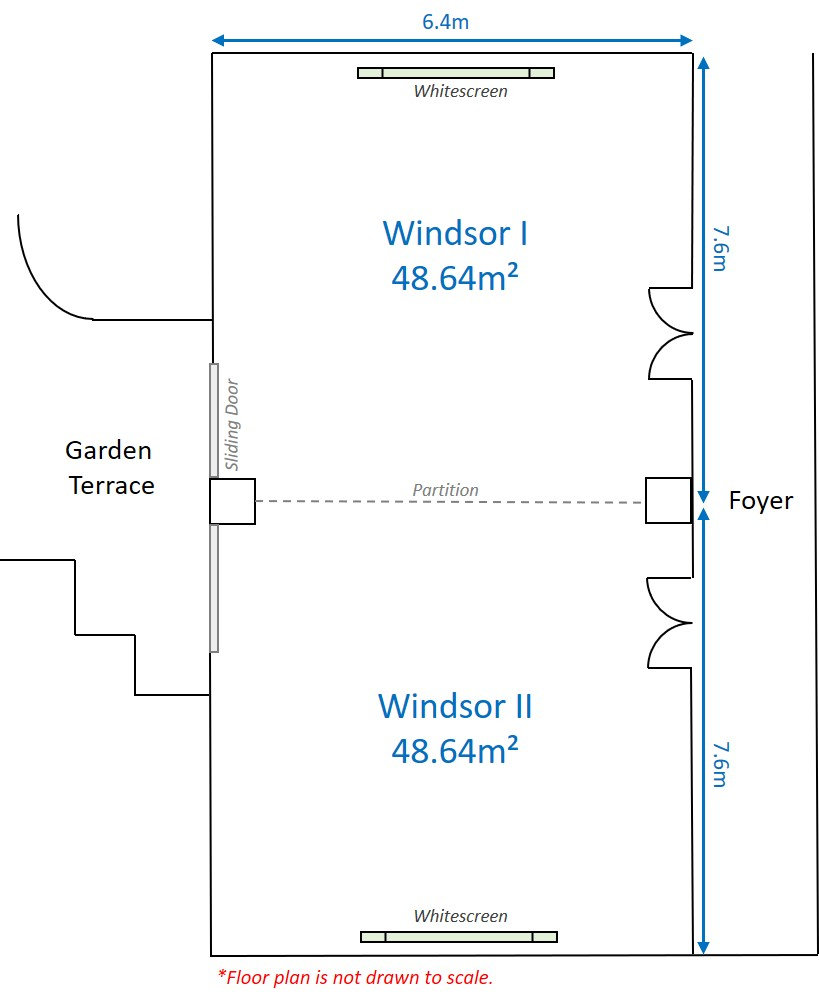 6.4m
Whitescreen
Windsor I
48.64m²
7.6m
Sliding Door
Garden
Terrace
Partition
Foyer
Windsor II
48.64m²
7.6m
Whitescreen
*Floor plan is not drawn to scale.